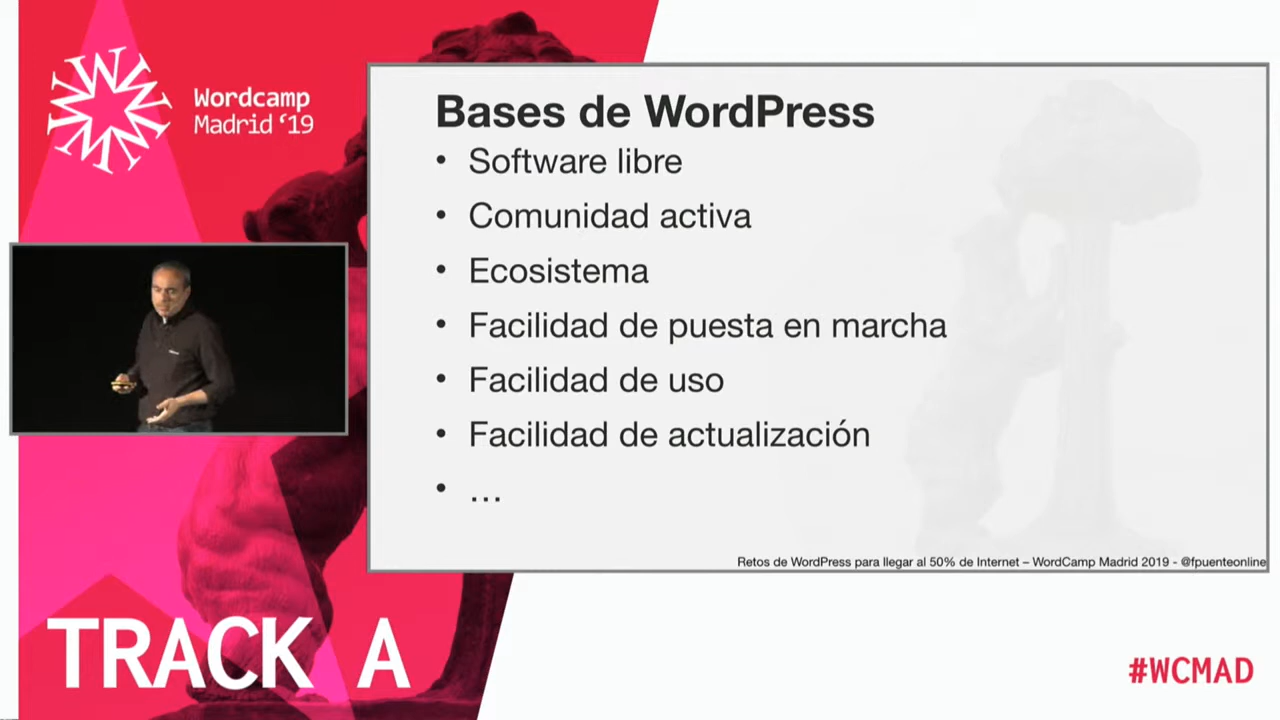 Wordcamp
Madrid ‘19
Bases de WordPress
• Software libre
• Comunidad activa
• Ecosistema
• Facilidad de puesta en marcha
• Facilidad de uso
• Facilidad de actualización
• …
Retos de WordPress para llegar al 50% de Internet – WordCamp Madrid 2019 - @fpuenteonline
TRACK A
#WCMAD